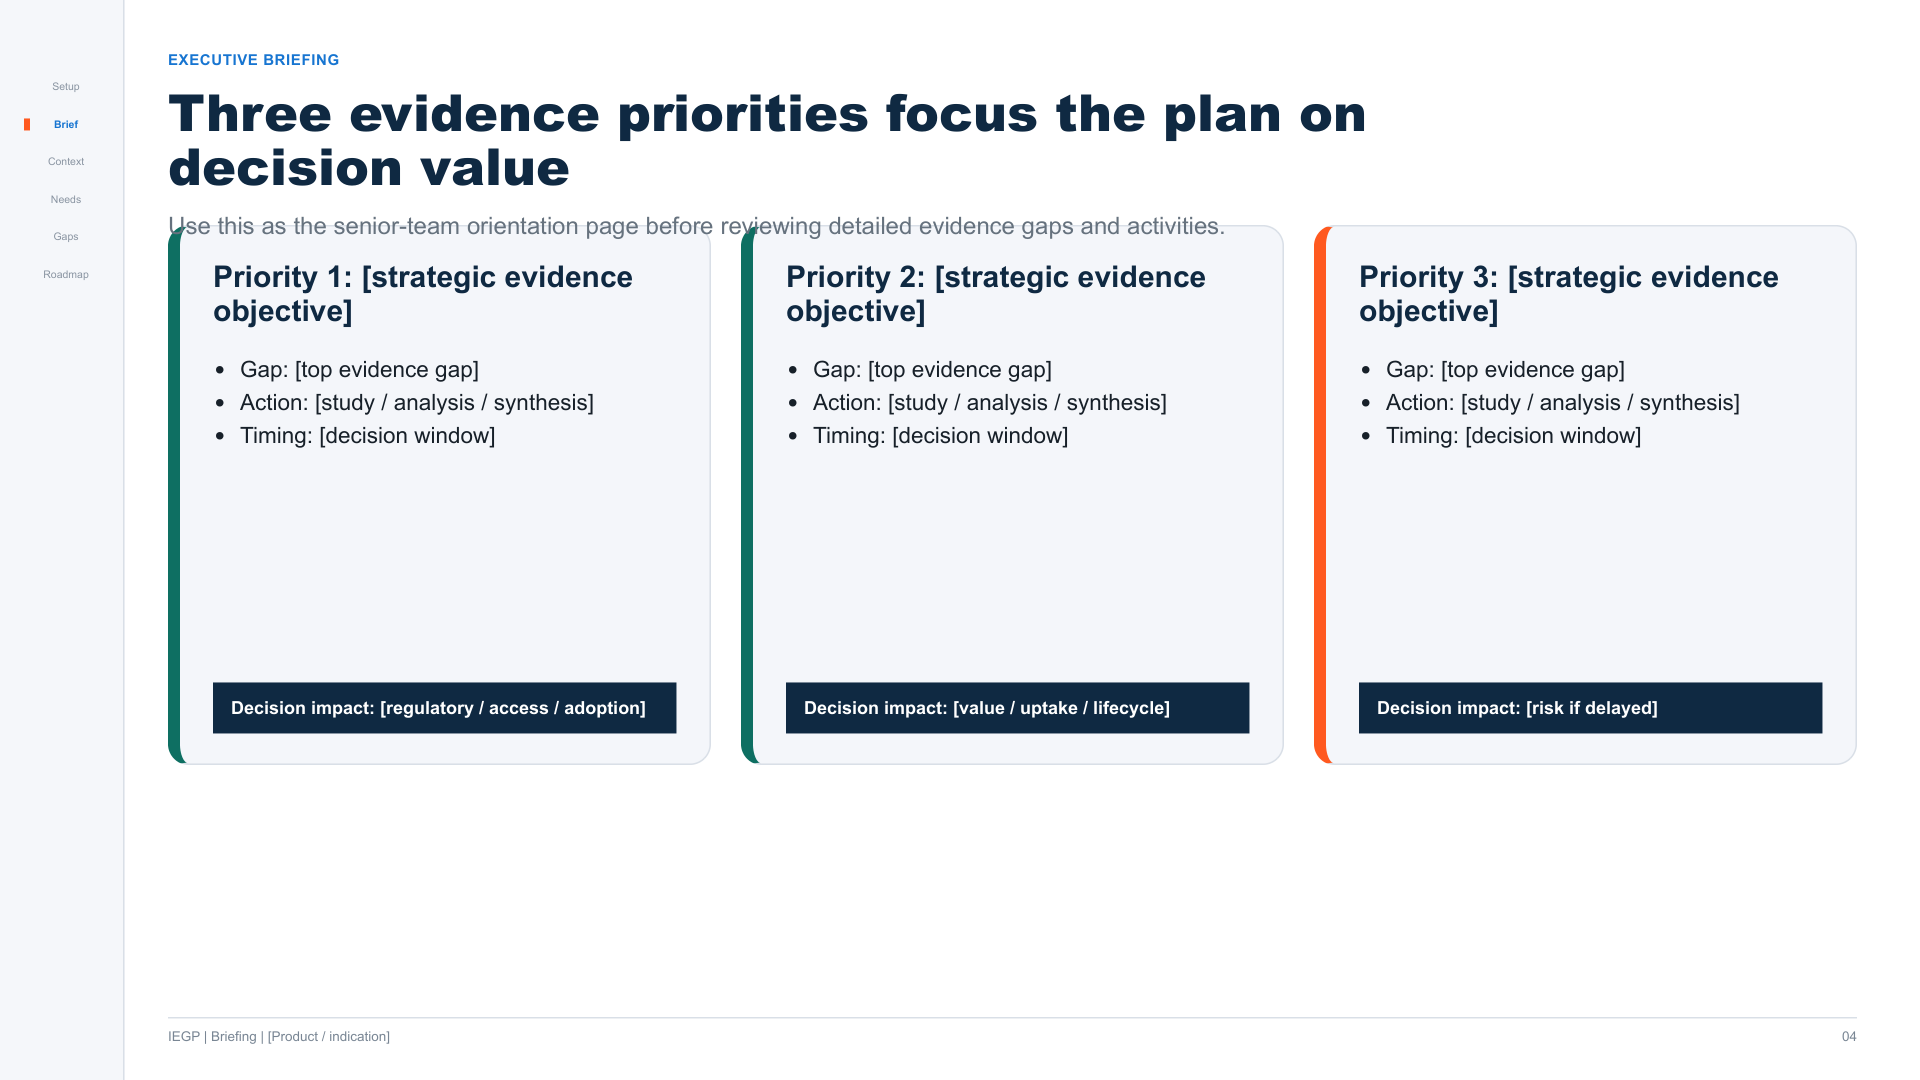 Setup
Brief
Context
Needs
Gaps
Roadmap
EXECUTIVE BRIEFING
Three evidence priorities focus the plan on
decision value
Use this as the senior-team orientation page before reviewing detailed evidence gaps and activities.
Priority 1: [strategic evidence
objective]
• Gap: [top evidence gap]
• Action: [study / analysis / synthesis]
• Timing: [decision window]
Decision impact: [regulatory / access / adoption]
Priority 2: [strategic evidence
objective]
• Gap: [top evidence gap]
• Action: [study / analysis / synthesis]
• Timing: [decision window]
Decision impact: [value / uptake / lifecycle]
Priority 3: [strategic evidence
objective]
• Gap: [top evidence gap]
• Action: [study / analysis / synthesis]
• Timing: [decision window]
Decision impact: [risk if delayed]
IEGP | Briefing | [Product / indication]
04